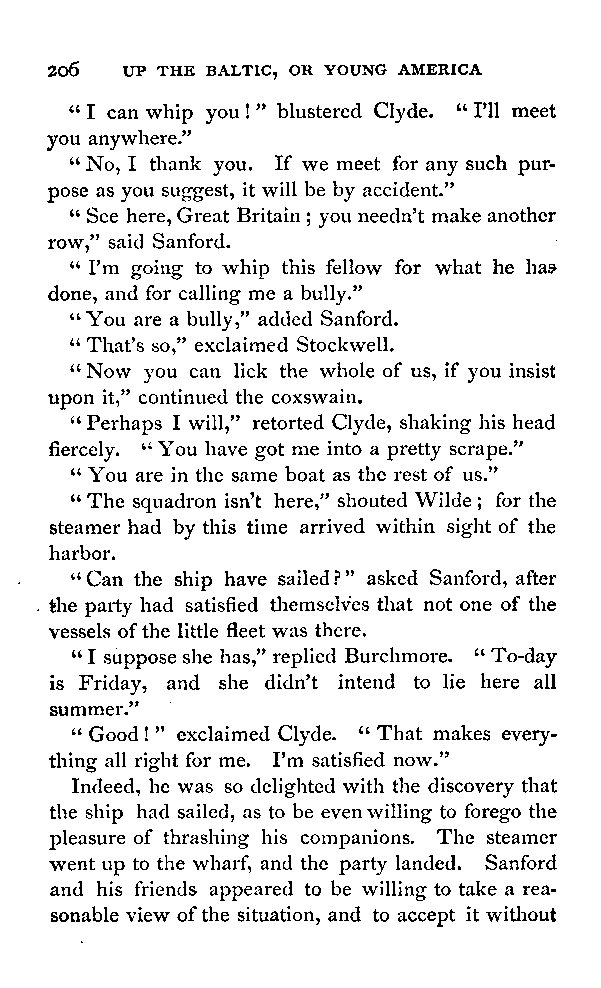 206 UP THE BALTIC, OR YOUNG AMERICA
“ I can whip you ! ” blustered Clyde. “ I’ll meet
you anywhere.”
“ No, I thank you. If we meet for any such pur-
pose as you suggest, it will be by accident.”
“ See here, Great Britain ; you needn’t make another
row,” said Sanford.
“ I’m going to whip this fellow for what he has
done, and for calling me a bully.”
“ You are a bully,” added Sanford.
“ That’s so,” exclaimed Stockwell.
“ Now you can lick the whole of us, if you insist
upon it,” continued the coxswain.
“ Perhaps I will,” retorted Clyde, shaking his head
fiercely. “ You have got me into a pretty scrape.”
“ You are in the same boat as the rest of us.”
“ The squadron isn’t here,” shouted Wilde ; for the
steamer had by this time arrived within sight of the
harbor.
“ Can the ship have sailed ? ” asked Sanford, after
the party had satisfied themselves that not one of the
vessels of the little fleet was there.
“ I suppose she has,” replied Burchmore. “ To-day
is Friday, and she didn’t intend to lie here all
summer.”
“ Good ! ” exclaimed Clyde. “ That makes every-
thing all right for me. I’m satisfied now.”
Indeed, he was so delighted with the discovery that
the ship had sailed, as to be even willing to forego the
pleasure of thrashing his companions. The steamer
went up to the wharf, and the party landed. Sanford
and his friends appeared to be willing to take a rea-
sonable view of the situation, and to accept it without